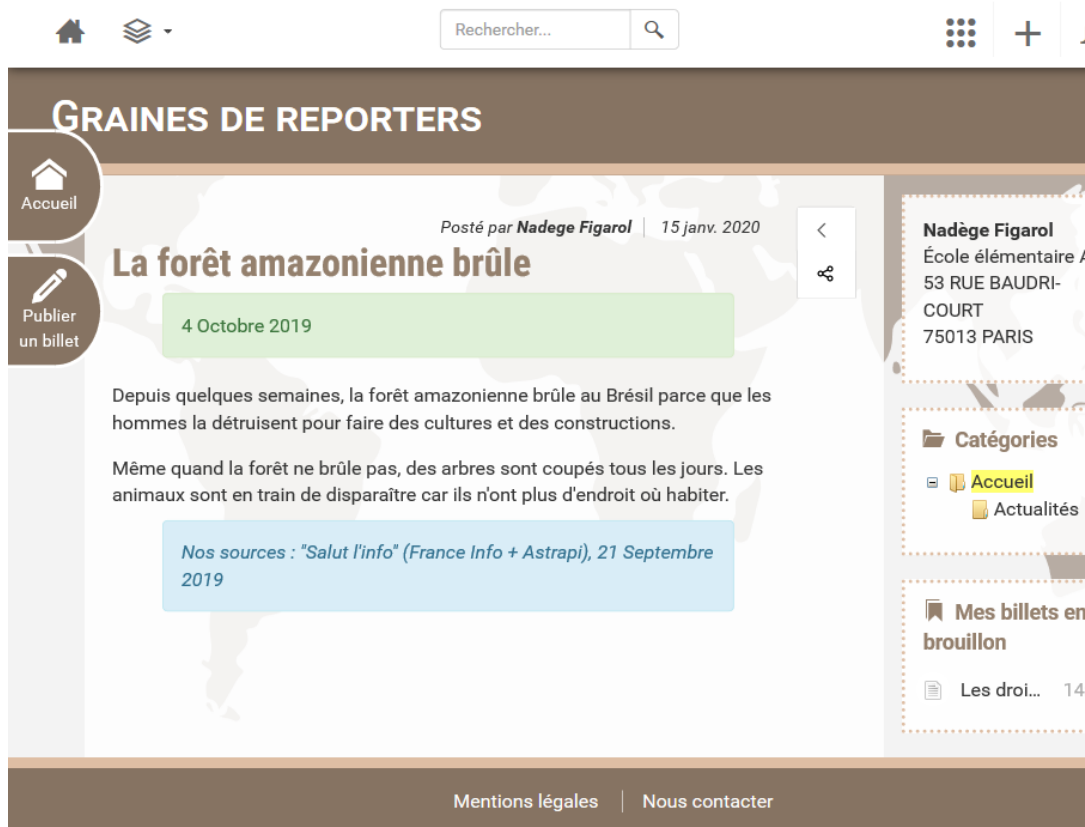 Rechercher...
GRAINES DE REPORTERS
Accueil
Publier
un billet
Posté par Nadege Figarol
15 janv. 2020
La forêt amazonienne brûle
4 Octobre 2019
Depuis quelques semaines, la forêt amazonienne brûle au Brésil parce que les
hommes la détruisent pour faire des cultures et des constructions.
Même quand la forêt ne brûle pas, des arbres sont coupés tous les jours. Les
animaux sont en train de disparaître car ils n'ont plus d'endroit où habiter.
Nos sources : "Salut l'info" (France Info + Astrapi), 21 Septembre
2019
Nadège Figarol
École élémentaire A
53 RUE BAUDRI-
COURT
75013 PARIS
Catégories
Accueil
Actualités
Mes billets en
brouillon
Les droi... 14
Mentions légales
Nous contacter